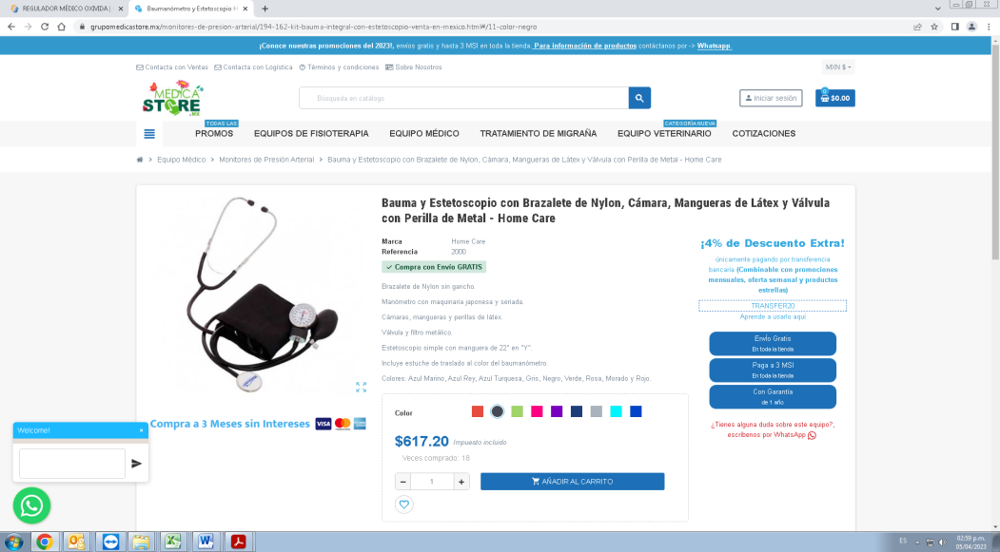 REGULADOR MÉDICO OXIVIDA |
Baumanómetro y Estetoscopio H
grupomedicastore.mx/monitores-de-presion-arterial/194-162-kit-bauma-integral-con-estetoscopio-venta-en-mexico.html#/11-color-negro
¡Conoce nuestras promociones del 2023!, envíos gratis y hasta 3 MSI en toda la tienda. Para información de productos contáctanos por -> Whatsapp
Contacta con Ventas Contacta con Logística Términos y condiciones Sobre Nosotros
MXN $
MEDICA STORE .MX
Búsqueda en catálogo
Iniciar sesión
0
$0.00
TODAS LAS
CATEGORÍA NUEVA
PROMOS EQUIPOS DE FISIOTERAPIA EQUIPO MÉDICO TRATAMIENTO DE MIGRAÑA EQUIPO VETERINARIO COTIZACIONES
> Equipo Médico > Monitores de Presión Arterial > Bauma y Estetoscopio con Brazalete de Nylon, Cámara, Mangueras de Látex y Válvula con Perilla de Metal - Home Care
Bauma y Estetoscopio con Brazalete de Nylon, Cámara, Mangueras de Látex y Válvula
con Perilla de Metal - Home Care
Marca Home Care
Referencia 2000
✓ Compra con Envío GRATIS
Brazalete de Nylon sin gancho.
Manómetro con maquinaria japonesa y seriada.
Cámaras, mangueras y perillas de látex.
Válvula y filtro metálico.
Estetoscopio simple con manguera de 22" en "Y".
Incluye estuche de traslado al color del baumanómetro.
Colores: Azul Marino, Azul Rey, Azul Turquesa, Gris, Negro, Verde, Rosa, Morado y Rojo.
¡4% de Descuento Extra!
únicamente pagando por transferencia
bancaria (Combinable con promociones
mensuales, oferta semanal y productos
estrellas)
TRANSFER20
Aprende a usarlo aquí
Envío Gratis
En toda la tienda
Paga a 3 MSI
En toda la tienda
Con Garantía
de 1 año
¿Tienes alguna duda sobre este equipo?,
escríbenos por WhatsApp
Color
$617.20 Impuesto incluido
Veces comprado: 18
− 1 +
AÑADIR AL CARRITO
Compra a 3 Meses sin Intereses VISA
Welcome! ×
ES
02:59 p.m.
05/04/2023